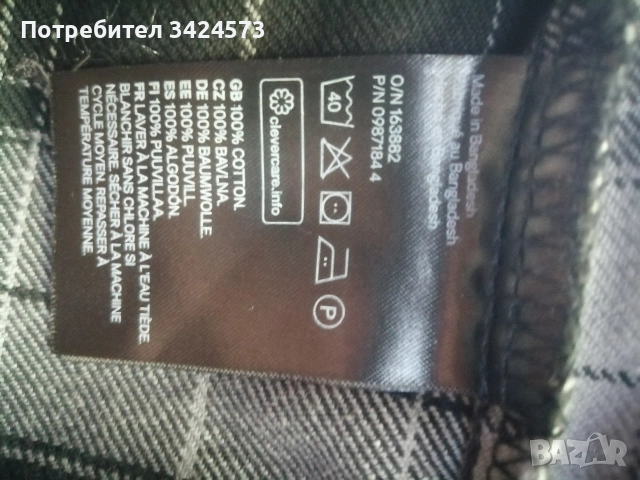 Потребител 3424573
Made in Bangladesh
au Bangladesh
O/N 163882
P/N 0987184 4
40
P
clevercare.info
GB 100% COTTON.
CZ 100% BAVLNA.
DE 100% BAUMWOLLE.
EE 100% PUUVILL
ES 100% ALGODÓN.
FI 100% PUUVILLAA.
FR LAVER À LA MACHINE À L'EAU TIÈDE.
BLANCHIR SANS CHLORE SI
NÉCESSAIRE. SÉCHER À LA MACHINE
CYCLE MOYEN. REPASSER À
TEMPÉRATURE MOYENNE.
BAZAR